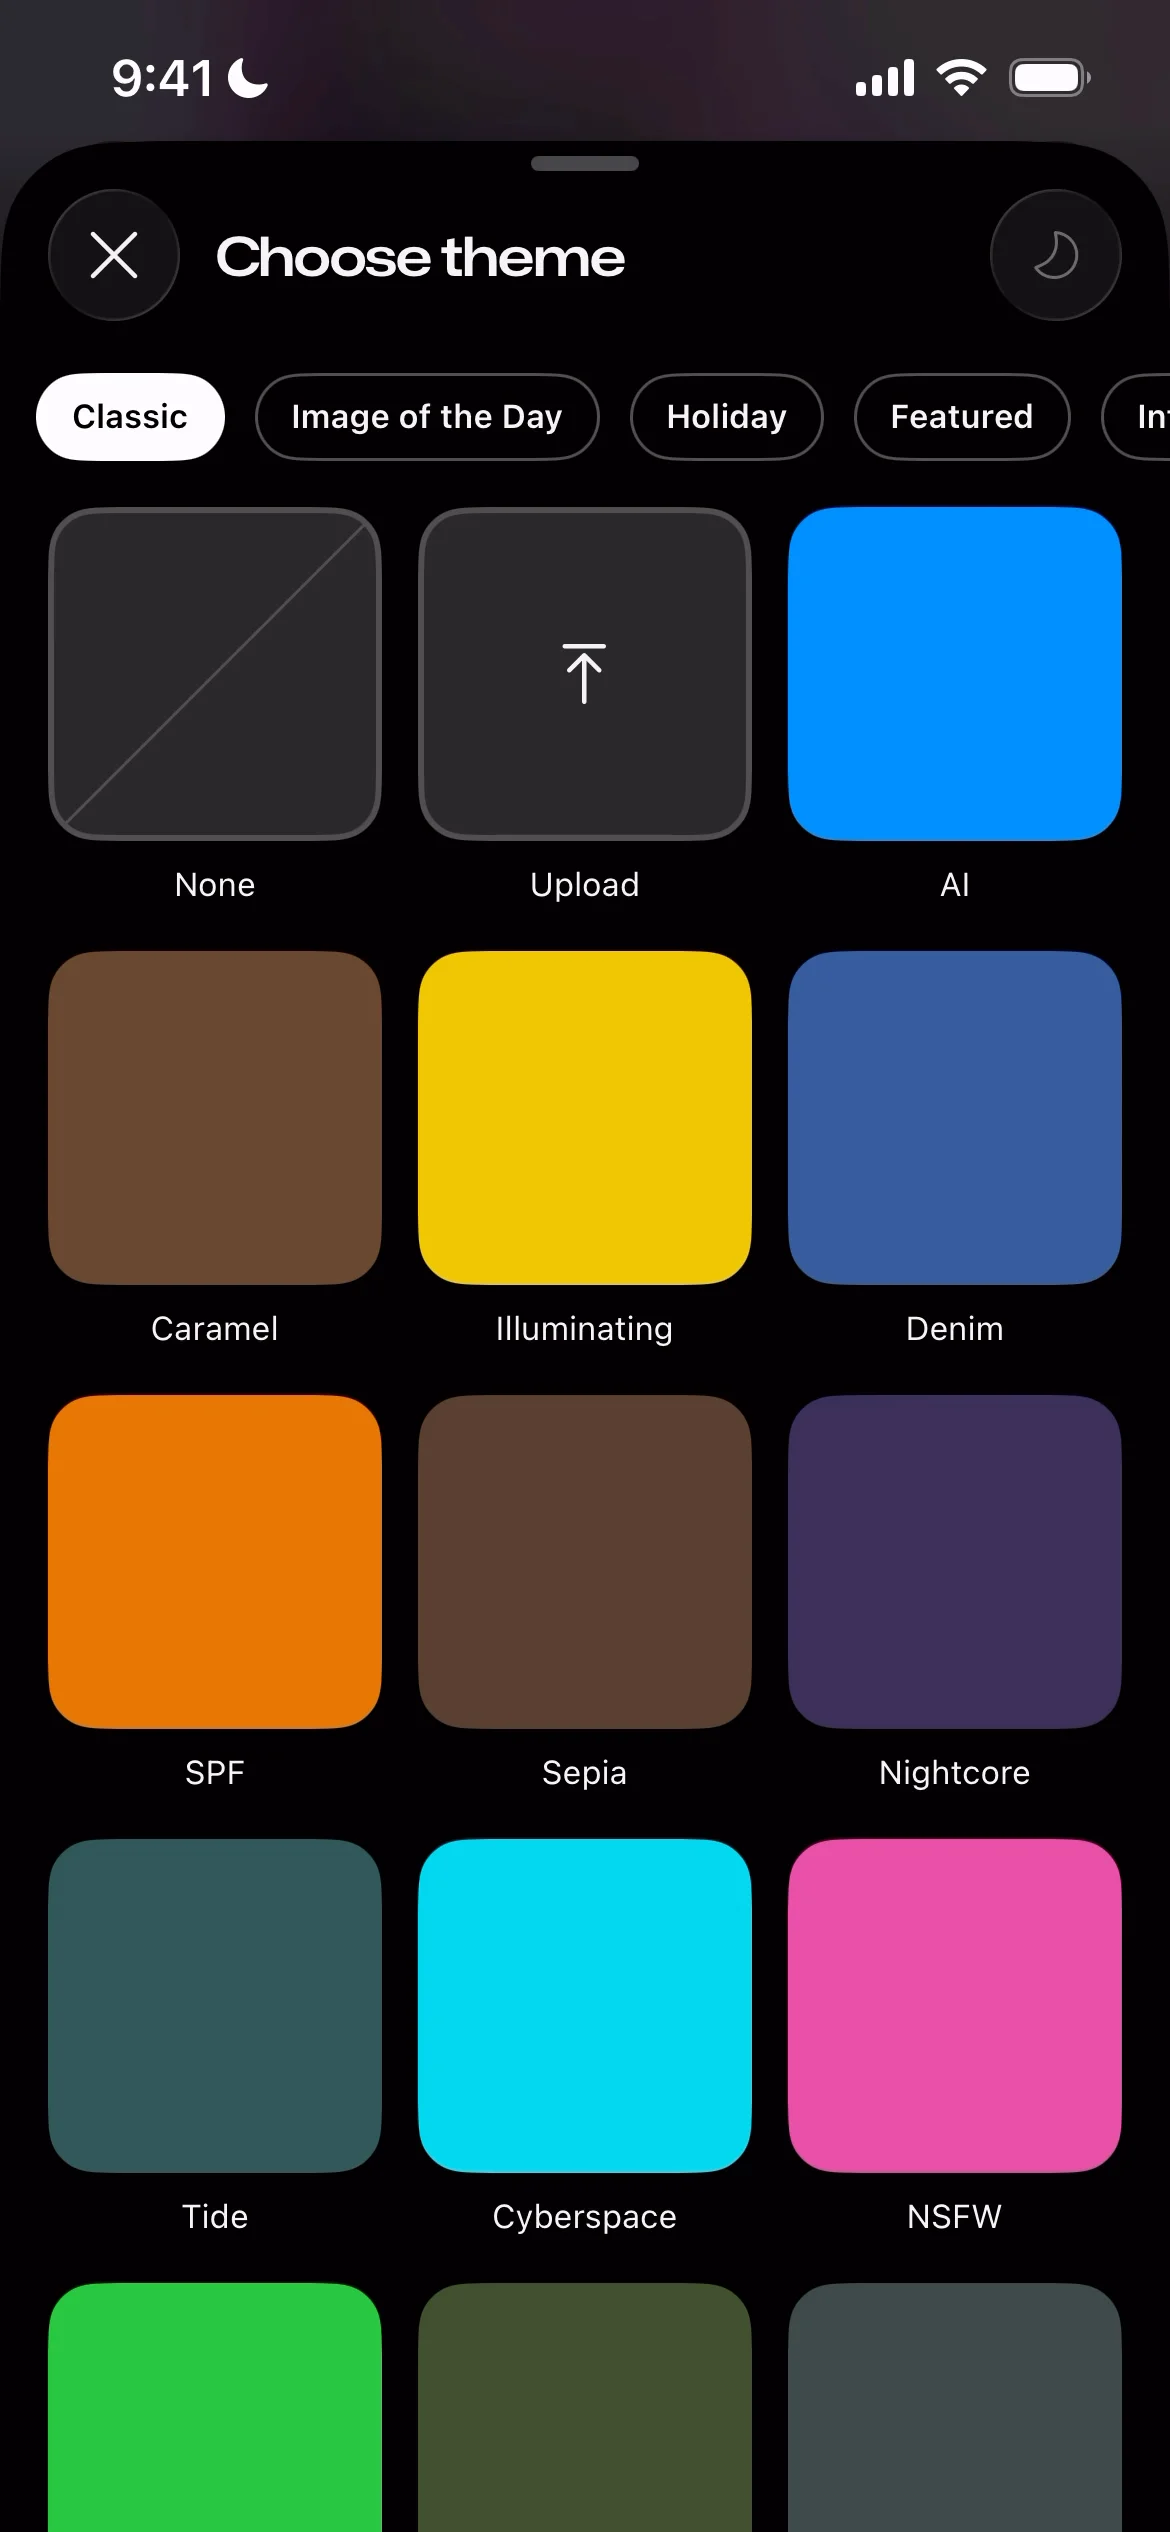 9:41
Choose theme
Classic
Image of the Day
Holiday
Featured
None
Upload
AI
Caramel
Illuminating
Denim
SPF
Sepia
Nightcore
Tide
Cyberspace
NSFW